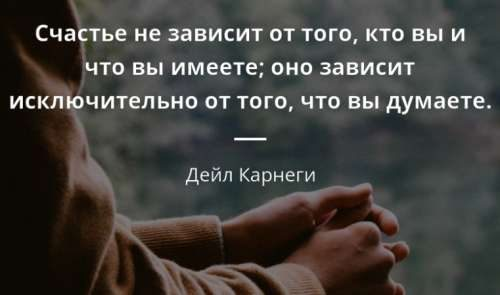 Счастье не зависит от того, кто вы и
что вы имеете; оно зависит
исключительно от того, что вы думаете.
Дейл Карнеги